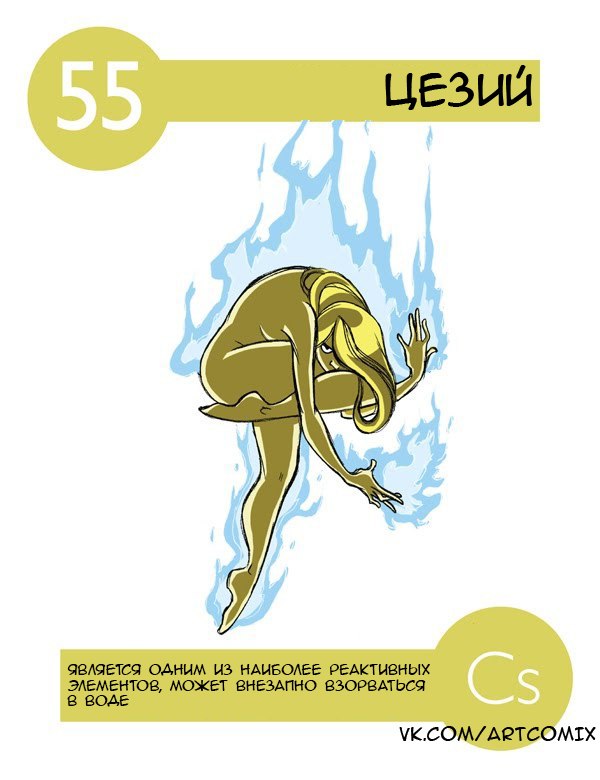 55
ЦЕЗИЙ
ЯВЛЯЕТСЯ ОДНИМ ИЗ НАИБОЛЕЕ РЕАКТИВНЫХ
ЭЛЕМЕНТОВ, МОЖЕТ ВНЕЗАПНО ВЗОРВАТЬСЯ
В ВОДЕ
Cs
VK.COM/ARTCOMIX